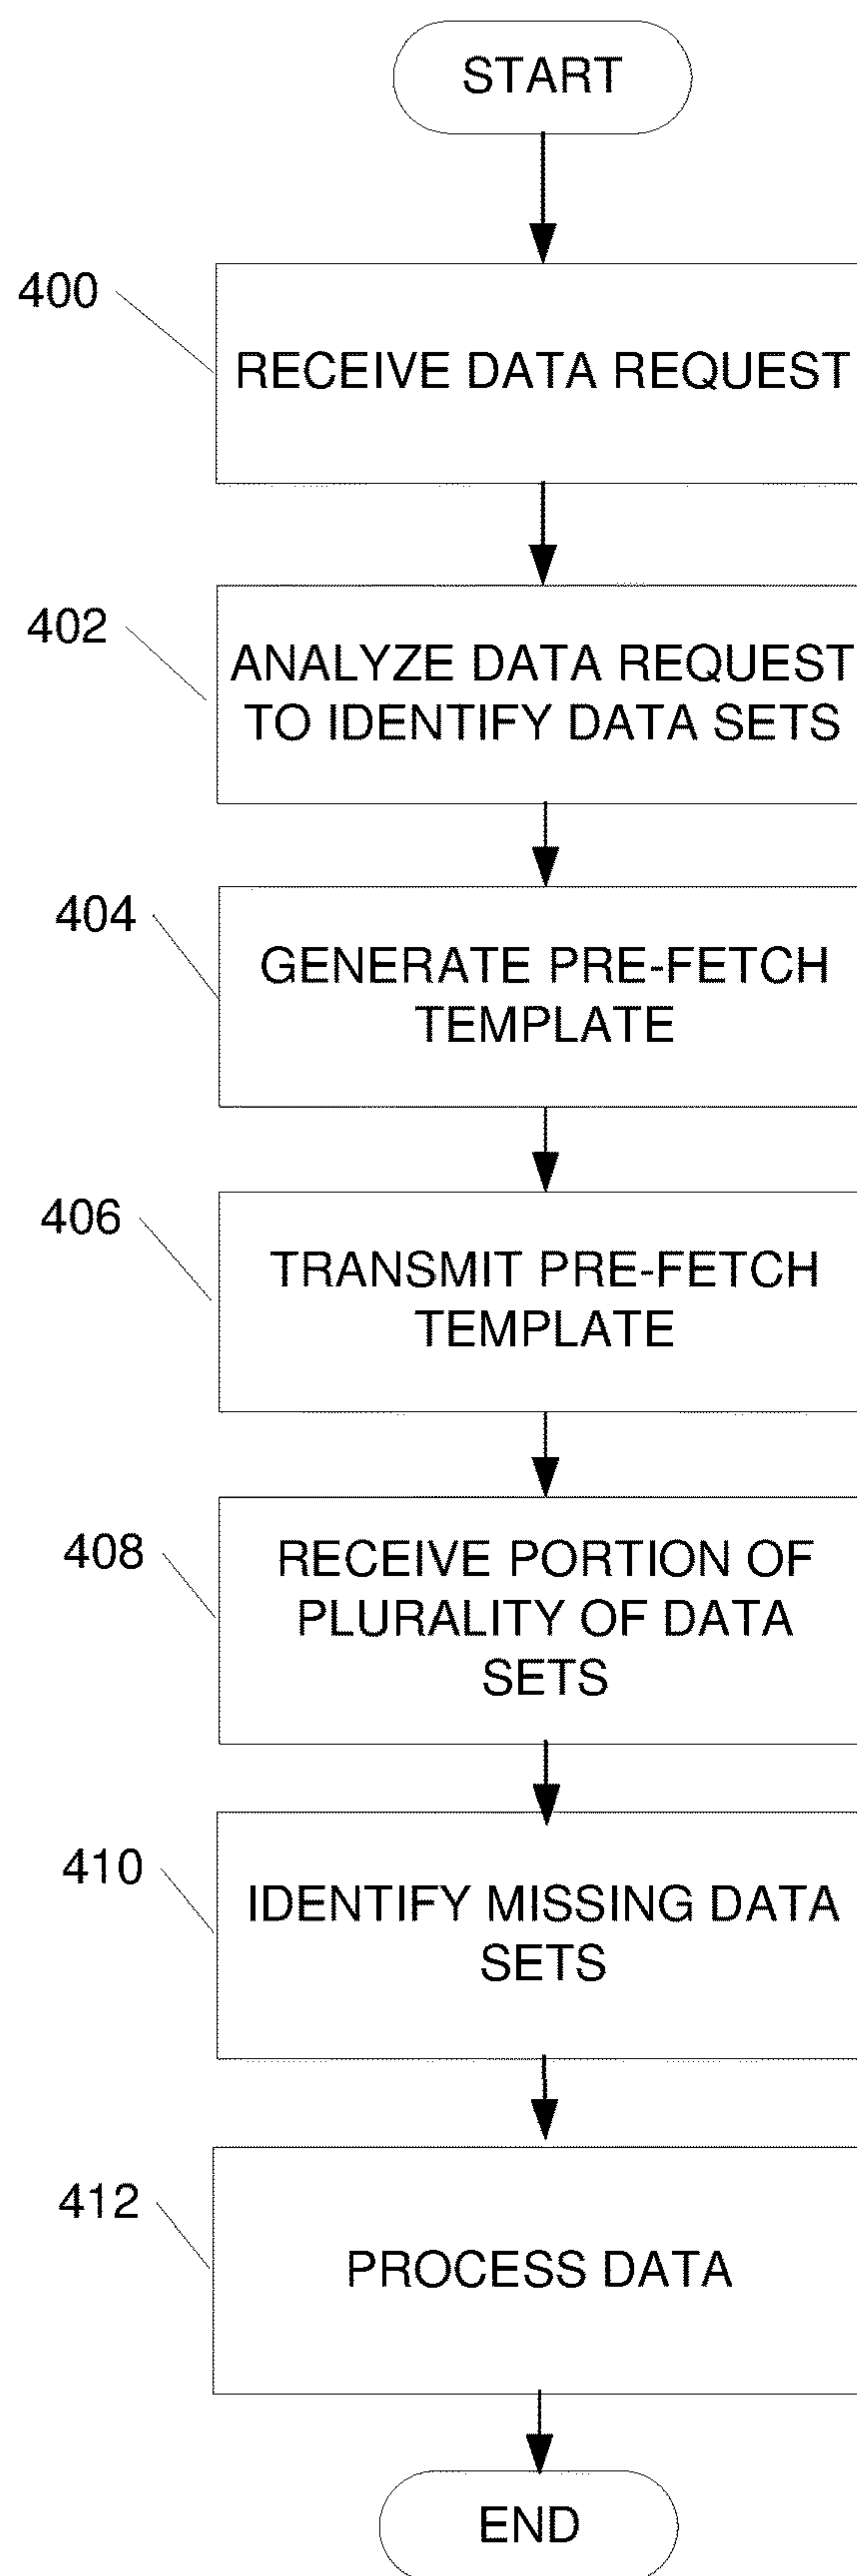 START
400
RECEIVE DATA REQUEST
402
ANALYZE DATA REQUEST
TO IDENTIFY DATA SETS
404
GENERATE PRE-FETCH
TEMPLATE
406
TRANSMIT PRE-FETCH
TEMPLATE
408
RECEIVE PORTION OF
PLURALITY OF DATA
SETS
410
IDENTIFY MISSING DATA
SETS
412
PROCESS DATA
END